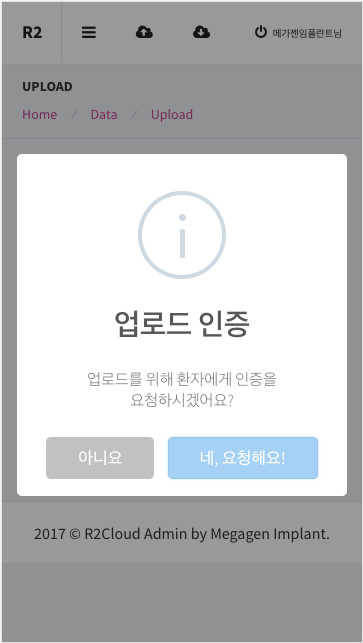 R2 메가젠임플란트님
UPLOAD
Home / Data / Upload
업로드 인증
업로드를 위해 환자에게 인증을
요청하시겠어요?
아니요 네, 요청해요!
2017 © R2Cloud Admin by Megagen Implant.